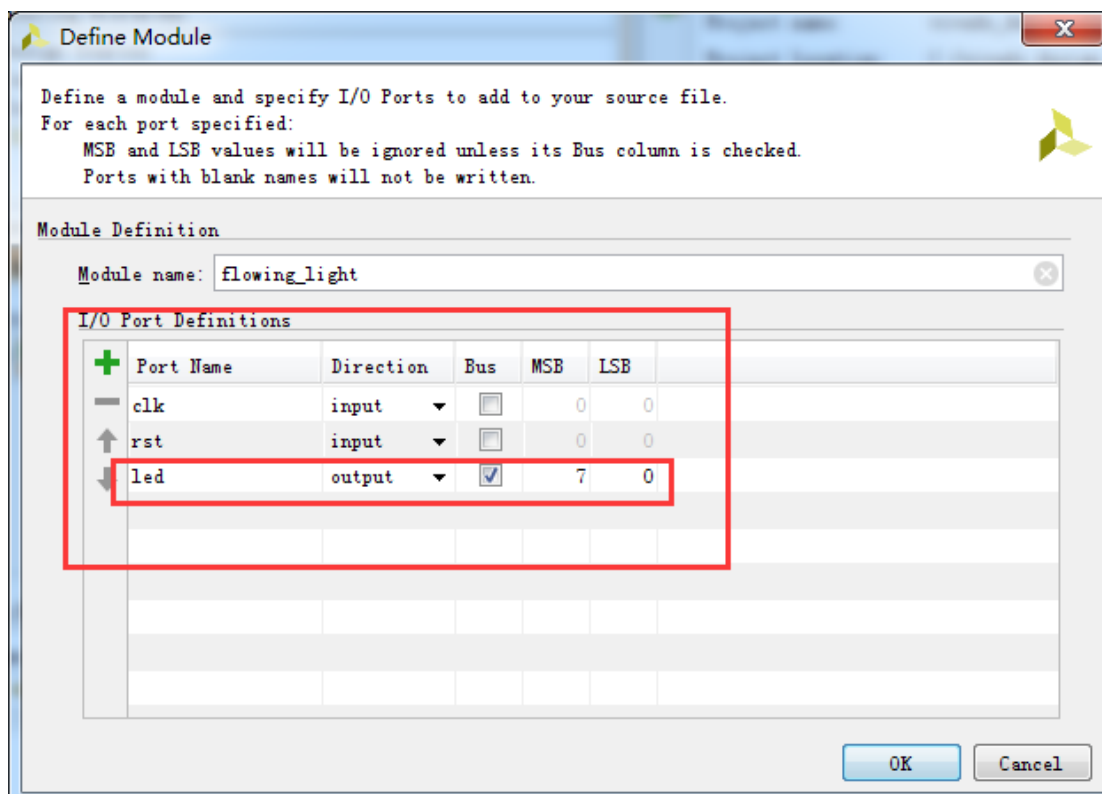 Define Module
Define a module and specify I/O Ports to add to your source file.
For each port specified:
MSB and LSB values will be ignored unless its Bus column is checked.
Ports with blank names will not be written.
Module Definition
Module name: flowing_light
I/O Port Definitions
Port Name Direction Bus MSB LSB
clk input 0 0
rst input 0 0
led output 7 0
OK Cancel